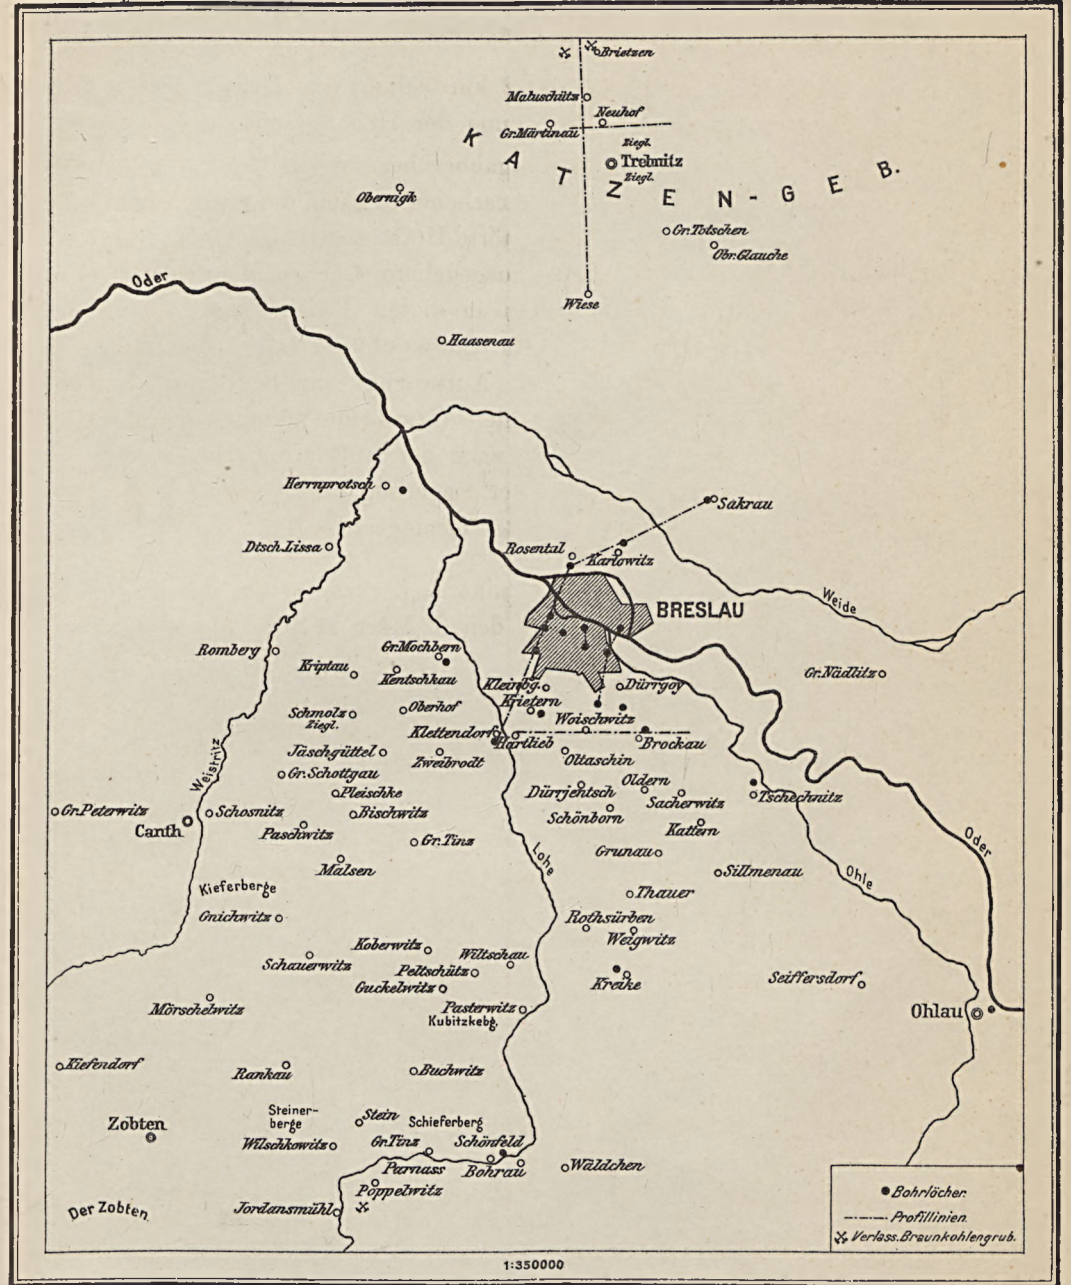 Brietzen
Maluschütz
Neuhof
Gr.Märtinau
Ziegl.
Trebnitz
Ziegl.
KATZEN-GEB.
Obernigk
Gr.Totschen
Obr.Glauche
Oder
Wiese
Haasenau
Herrnprotsch
Sakrau
Dtsch.Lissa
Rosental
Karlowitz
Weide
BRESLAU
Romberg
Gr.Mochbern
Kriptau
Kentschkau
Gr.Nädlitz
Kleinbg.
Dürrgoy
Krietern
Schmolz
Ziegl.
Oberhof
Woischwitz
Klettendorf
Hartlieb
Brockau
Jäschgüttel
Zweibrodt
Oltaschin
Weistritz
Gr.Schottgau
Oldern
Pleischke
Dürrjentsch
Sacherwitz
Tschechnitz
Gr.Peterwitz
Schosnitz
Bischwitz
Schönborn
Canth
Paschwitz
Kattern
Gr.Tinz
Oder
Grunau
Lohe
Malsen
Sillmenau
Ohle
Kieferberge
Thauer
Gnichwitz
Rothsürben
Weigwitz
Koberwitz
Wiltschau
Schauerwitz
Peltschütz
Kreike
Seiffersdorf
Guckelwitz
Mörschelwitz
Pasterwitz
Kubitzkebg.
Ohlau
Kiefendorf
Rankau
Buchwitz
Steiner-
berge
Stein
Schieferberg
Zobten
Wilschkowitz
Gr.Tinz
Schönfeld
Parnass
Bohrau
Wäldchen
Poppelwitz
Der Zobten
Jordansmühl
Bohrlöcher.
Profillinien.
Verlass.Braunkohlengrub.
1:350000